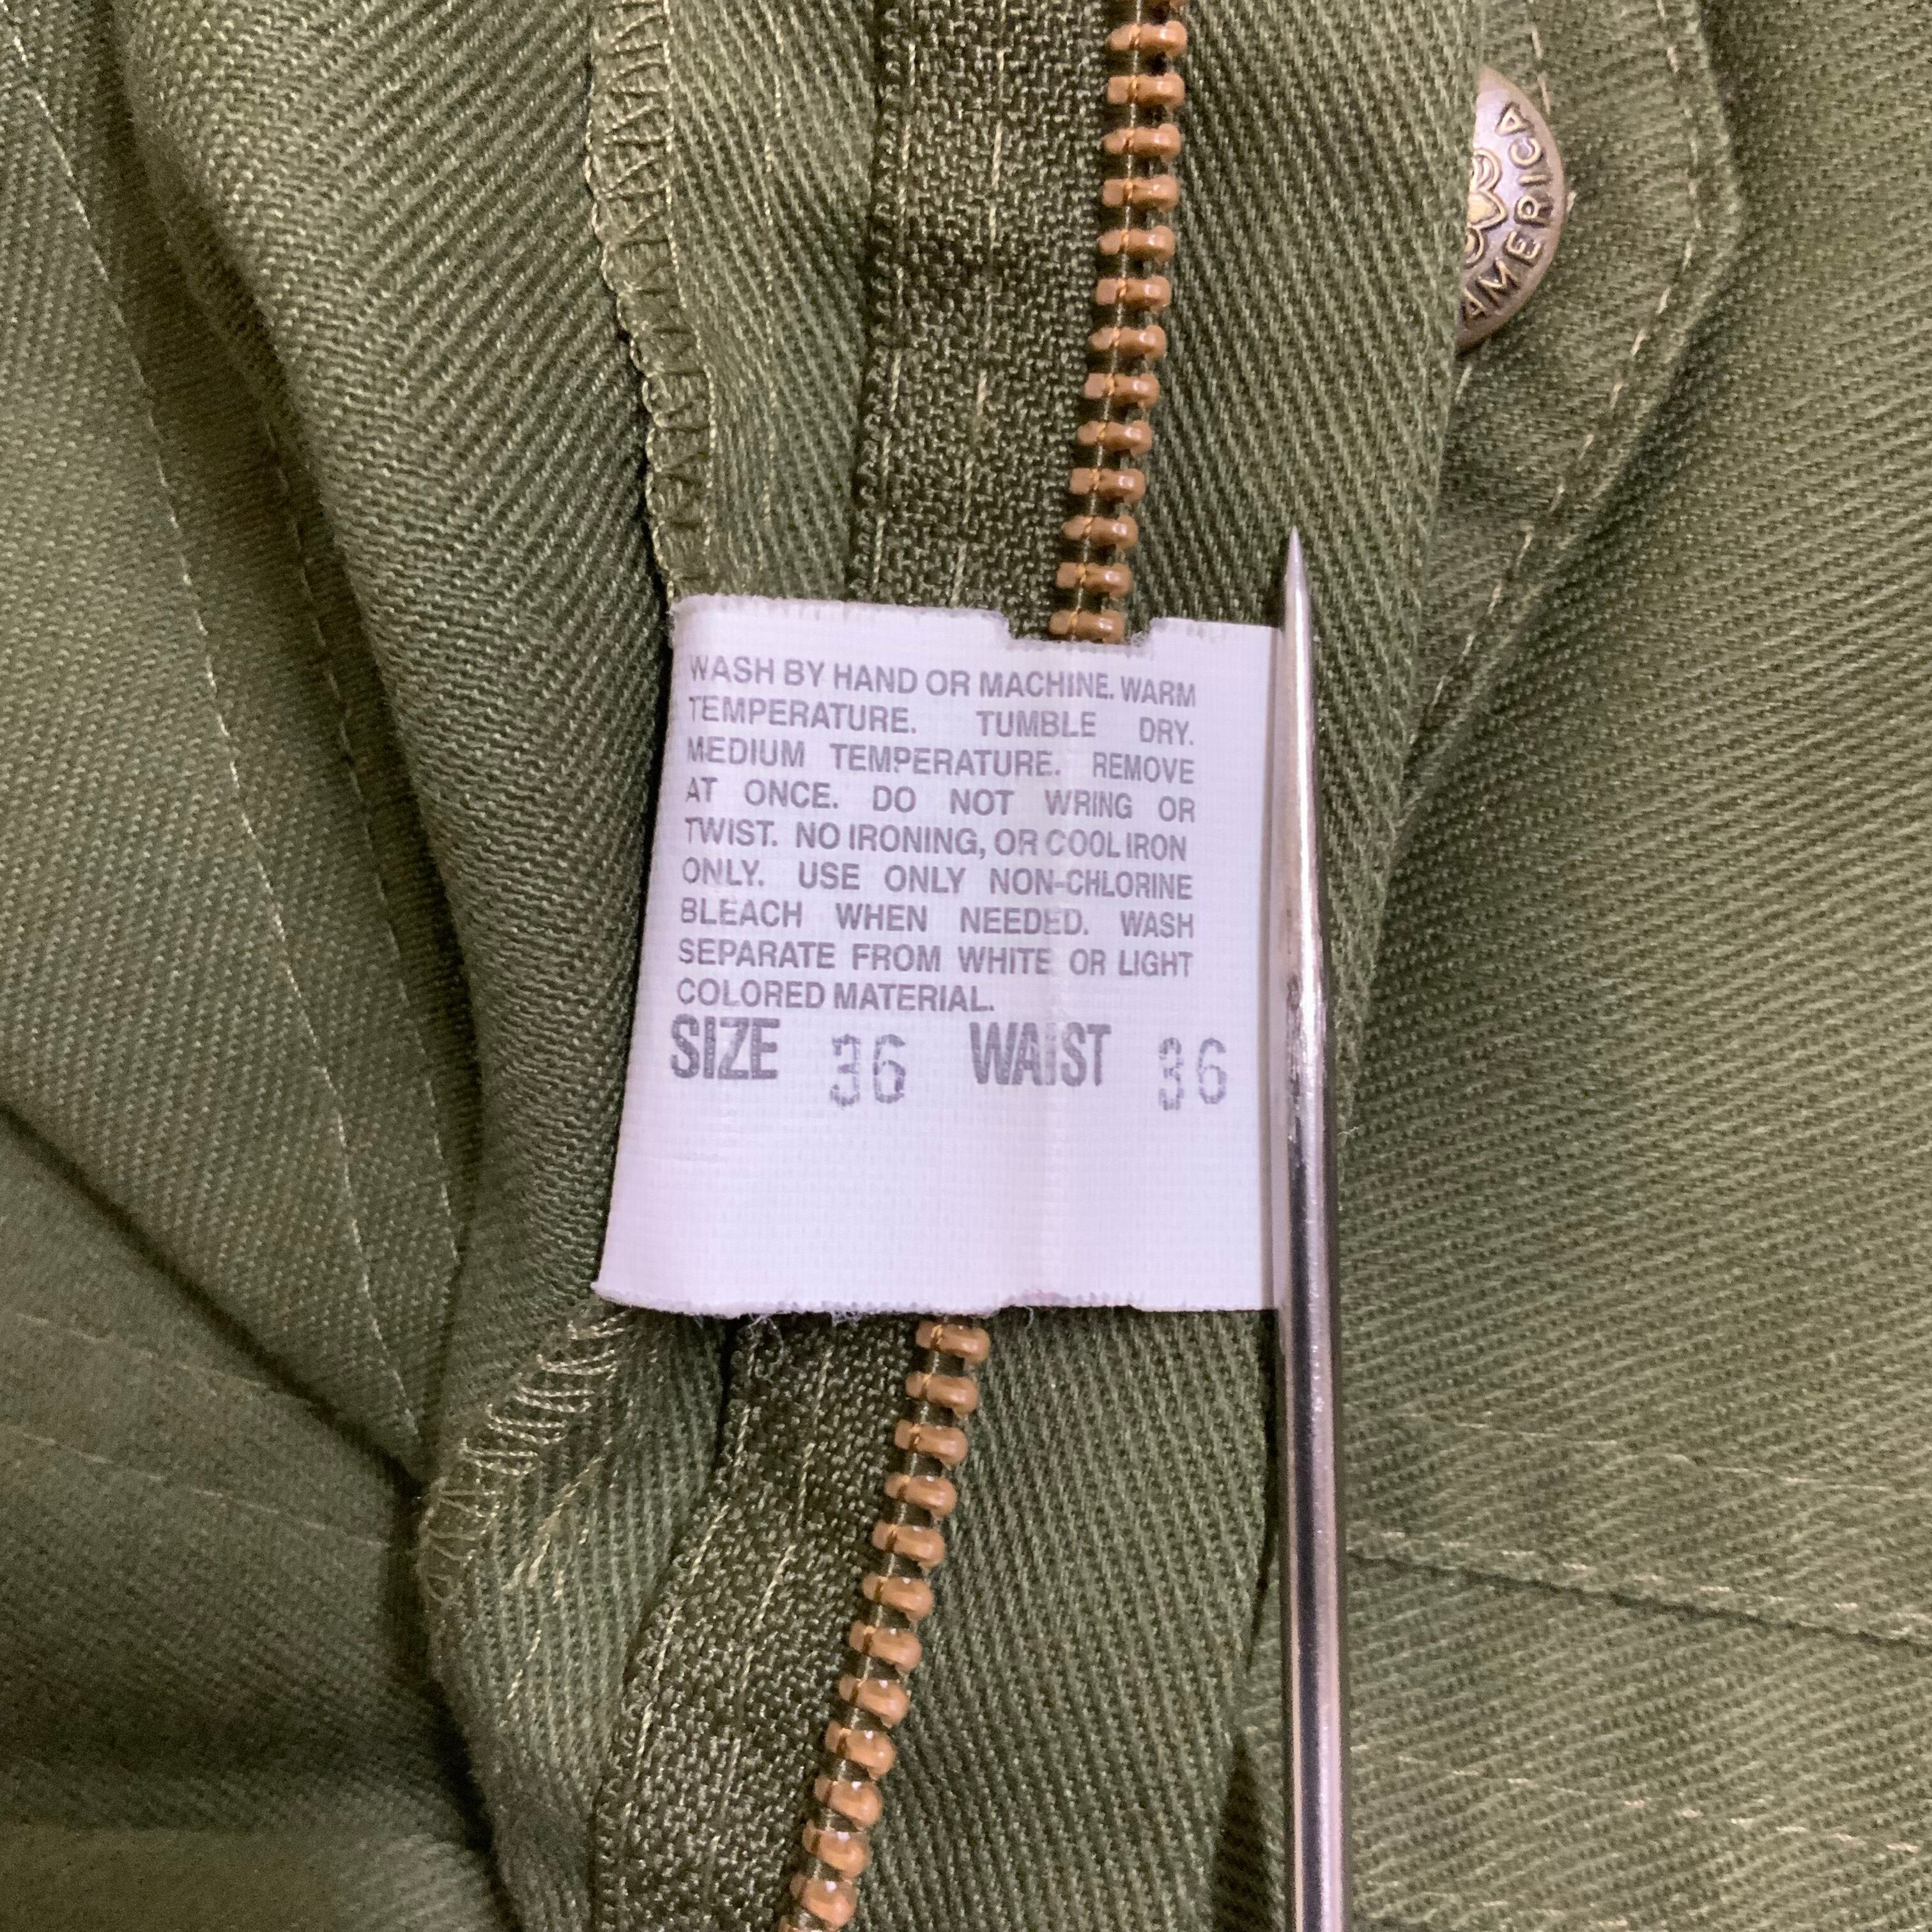 AMERICA
WASH BY HAND OR MACHINE. WARM
TEMPERATURE. TUMBLE DRY.
MEDIUM TEMPERATURE. REMOVE
AT ONCE. DO NOT WRING OR
TWIST. NO IRONING, OR COOL IRON
ONLY. USE ONLY NON-CHLORINE
BLEACH WHEN NEEDED. WASH
SEPARATE FROM WHITE OR LIGHT
COLORED MATERIAL.
SIZE 36 WAIST 36